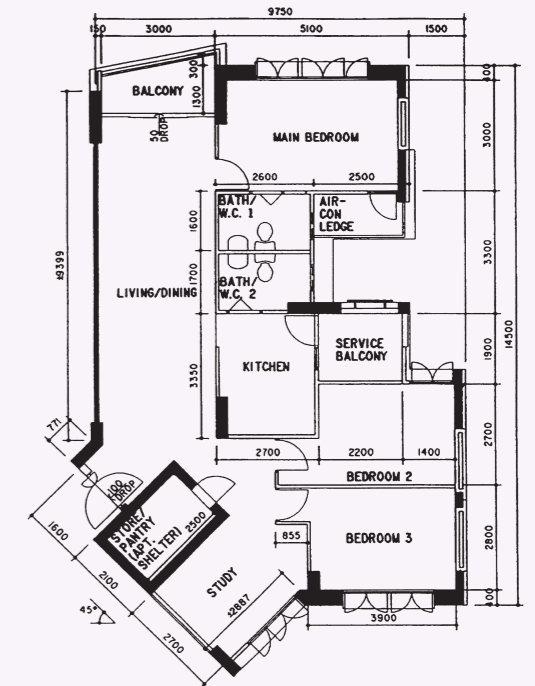 9750
150
3000
5100
1500
300
1300
BALCONY
50
DROP
400
3000
MAIN BEDROOM
2600
2500
BATH/
W.C. 1
AIR-
CON
LEDGE
1600
3300
±9399
1700
BATH/
W.C. 2
LIVING/DINING
14500
SERVICE
BALCONY
1900
KITCHEN
3350
771
2700
2200
1400
2700
BEDROOM 2
±100
DROP
STORE/
PANTRY
(APT.
SHELTER)
2500
1600
855
BEDROOM 3
2800
2100
STUDY
±2887
45°
2700
3900
400